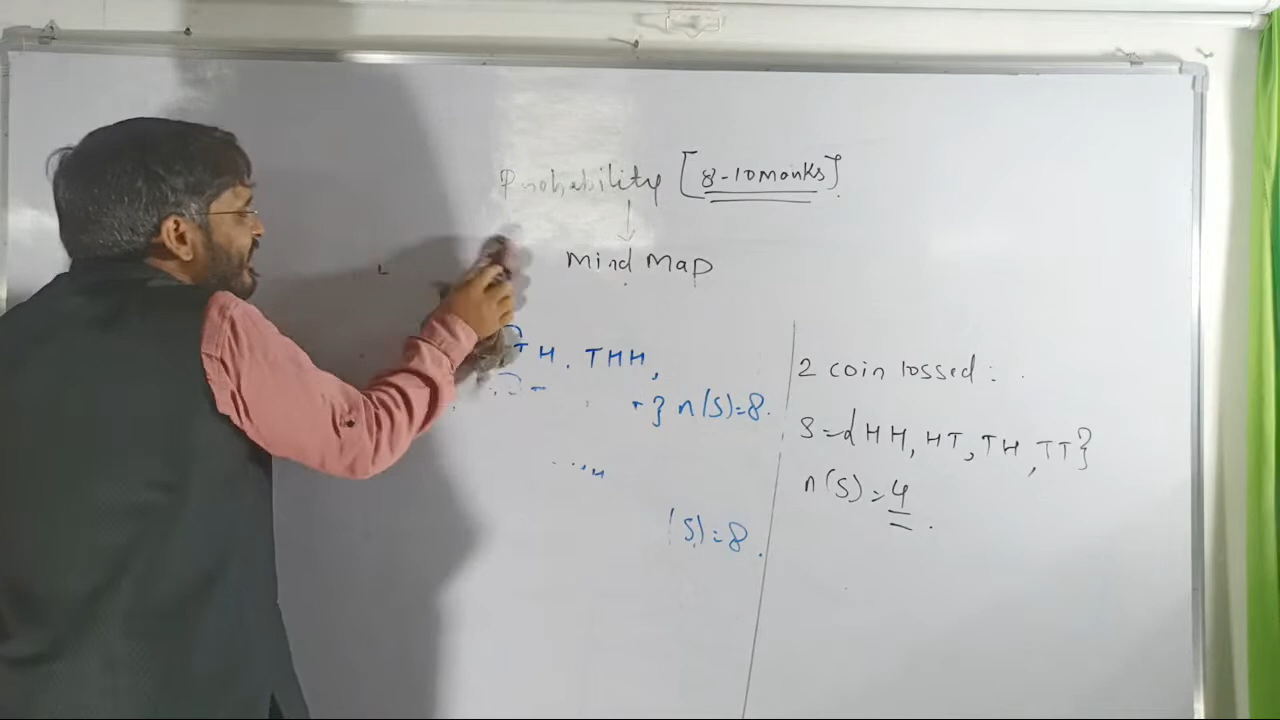 Probability [8-10 marks].
Mind Map
TH, THH,
} n(S)=8.
H
(S)=8.
2 coin tossed:
S={HH, HT, TH, TT}
n(S)=4